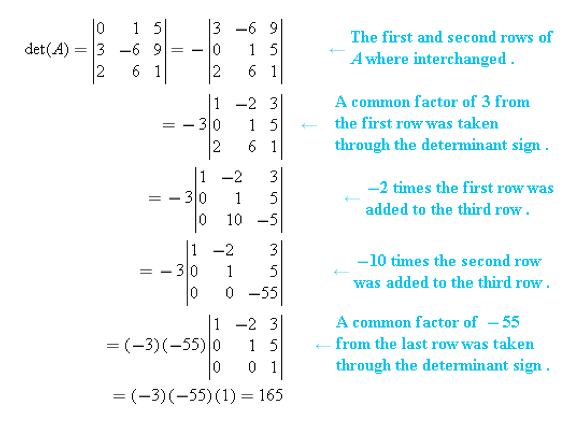 det(A) = |0 1 5| = − |3 −6 9| ← The first and second rows of
|3 −6 9| |0 1 5| A where interchanged .
|2 6 1| |2 6 1|
|1 −2 3| A common factor of 3 from
= − 3|0 1 5| ← the first row was taken
|2 6 1| through the determinant sign .
|1 −2 3|
= − 3|0 1 5| ← −2 times the first row was
|0 10 −5| added to the third row .
|1 −2 3|
= − 3|0 1 5| ← −10 times the second row
|0 0 −55| was added to the third row .
|1 −2 3| A common factor of − 55
= (−3)(−55)|0 1 5| ← from the last row was taken
|0 0 1| through the determinant sign .
= (−3)(−55)(1) = 165